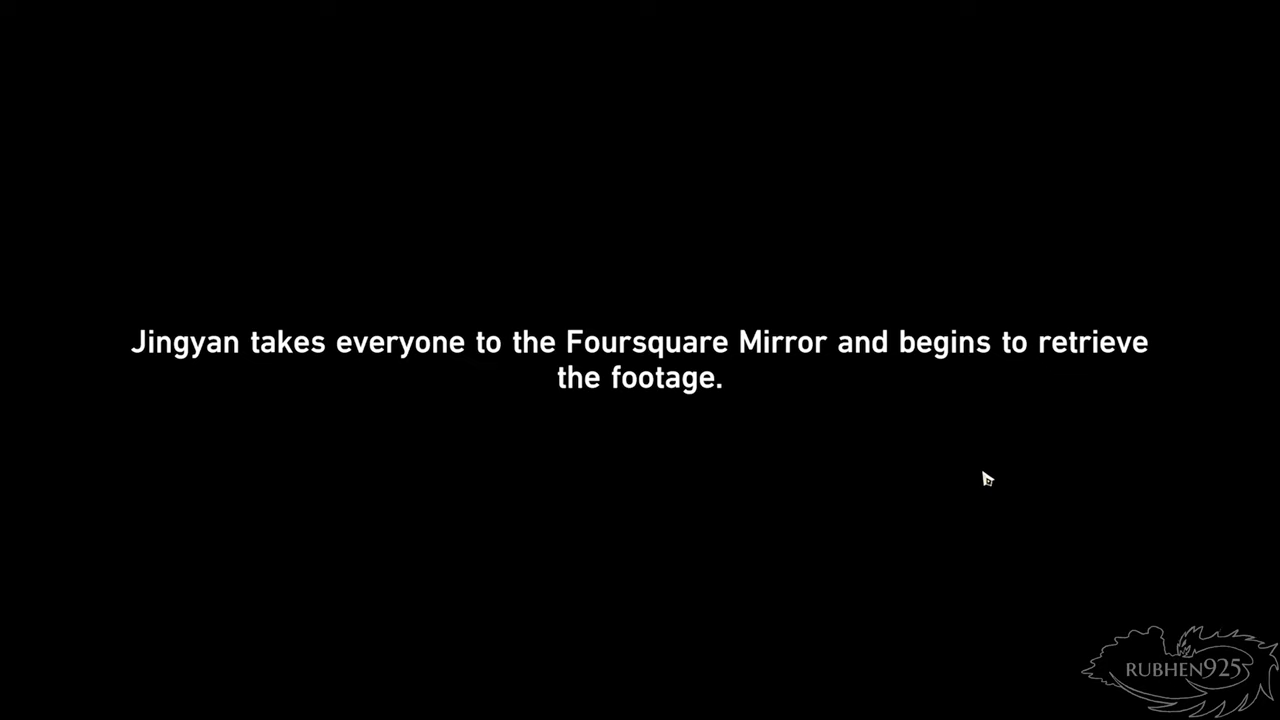 Jingyan takes everyone to the Foursquare Mirror and begins to retrieve
the footage.
RUBHEN925